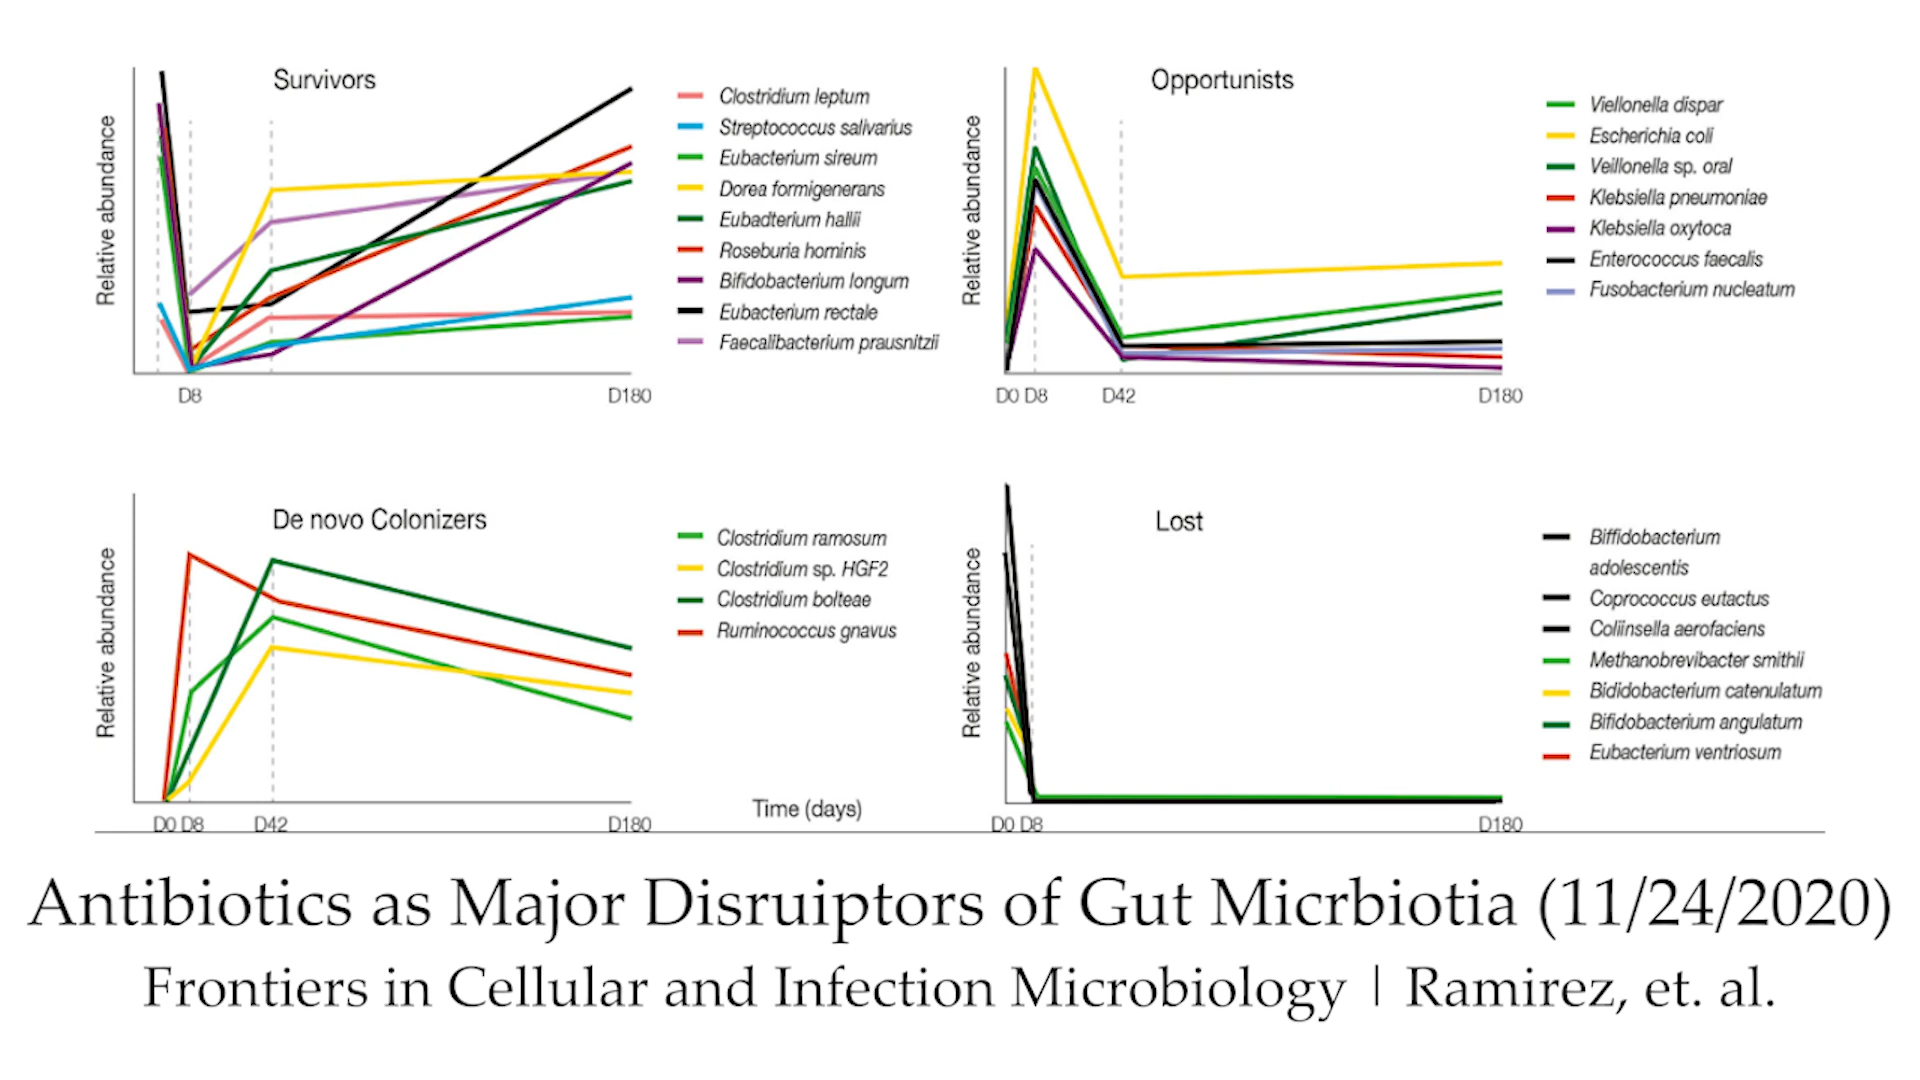 Survivors
Relative abundance
D8
D180
Clostridium leptum
Streptococcus salivarius
Eubacterium sireum
Dorea formigenerans
Eubadterium hallii
Roseburia hominis
Bifidobacterium longum
Eubacterium rectale
Faecalibacterium prausnitzii
Opportunists
Relative abundance
D0 D8
D42
D180
Viellonella dispar
Escherichia coli
Veillonella sp. oral
Klebsiella pneumoniae
Klebsiella oxytoca
Enterococcus faecalis
Fusobacterium nucleatum
De novo Colonizers
Relative abundance
D0 D8
D42
D180
Clostridium ramosum
Clostridium sp. HGF2
Clostridium bolteae
Ruminococcus gnavus
Time (days)
Lost
Relative abundance
D0 D8
D180
Biffidobacterium
adolescentis
Coprococcus eutactus
Coliinsella aerofaciens
Methanobrevibacter smithii
Bididobacterium catenulatum
Bifidobacterium angulatum
Eubacterium ventriosum
Antibiotics as Major Disruiptors of Gut Micrbiotia (11/24/2020)
Frontiers in Cellular and Infection Microbiology | Ramirez, et. al.